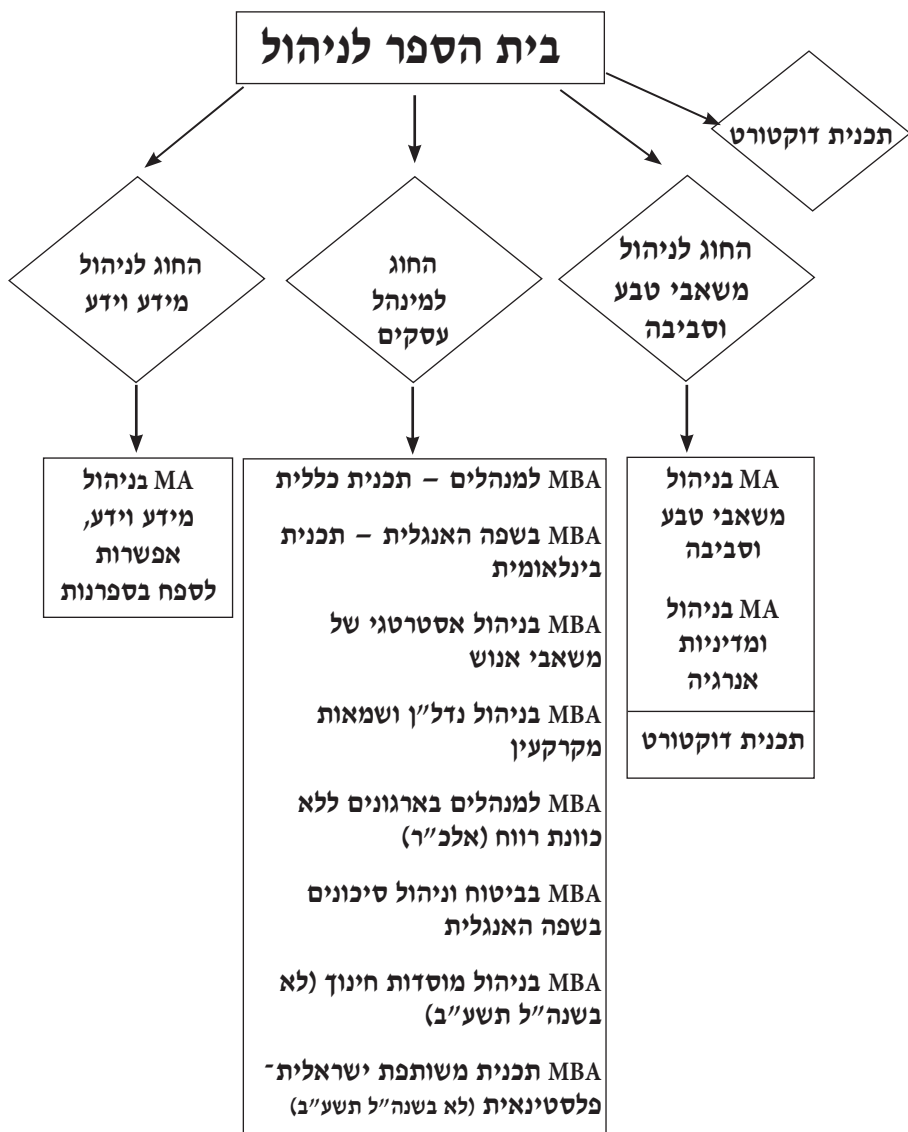 בית הספר לניהול
תכנית דוקטורט
החוג לניהול
משאבי טבע
וסביבה
החוג
למינהל
עסקים
החוג לניהול
מידע וידע
MA בניהול
משאבי טבע
וסביבה
MA בניהול
ומדיניות
אנרגיה
תכנית דוקטורט
MBA למנהלים – תכנית כללית
MBA בשפה האנגלית – תכנית
בינלאומית
MBA בניהול אסטרטגי של
משאבי אנוש
MBA בניהול נדל"ן ושמאות
מקרקעין
MBA למנהלים בארגונים ללא
כוונת רווח (אלכ"ר)
MBA בביטוח וניהול סיכונים
בשפה האנגלית
MBA בניהול מוסדות חינוך (לא
בשנה"ל תשע"ב)
MBA תכנית משותפת ישראלית־
פלסטינאית (לא בשנה"ל תשע"ב)
MA בניהול
מידע וידע,
אפשרות
לספח בספרנות